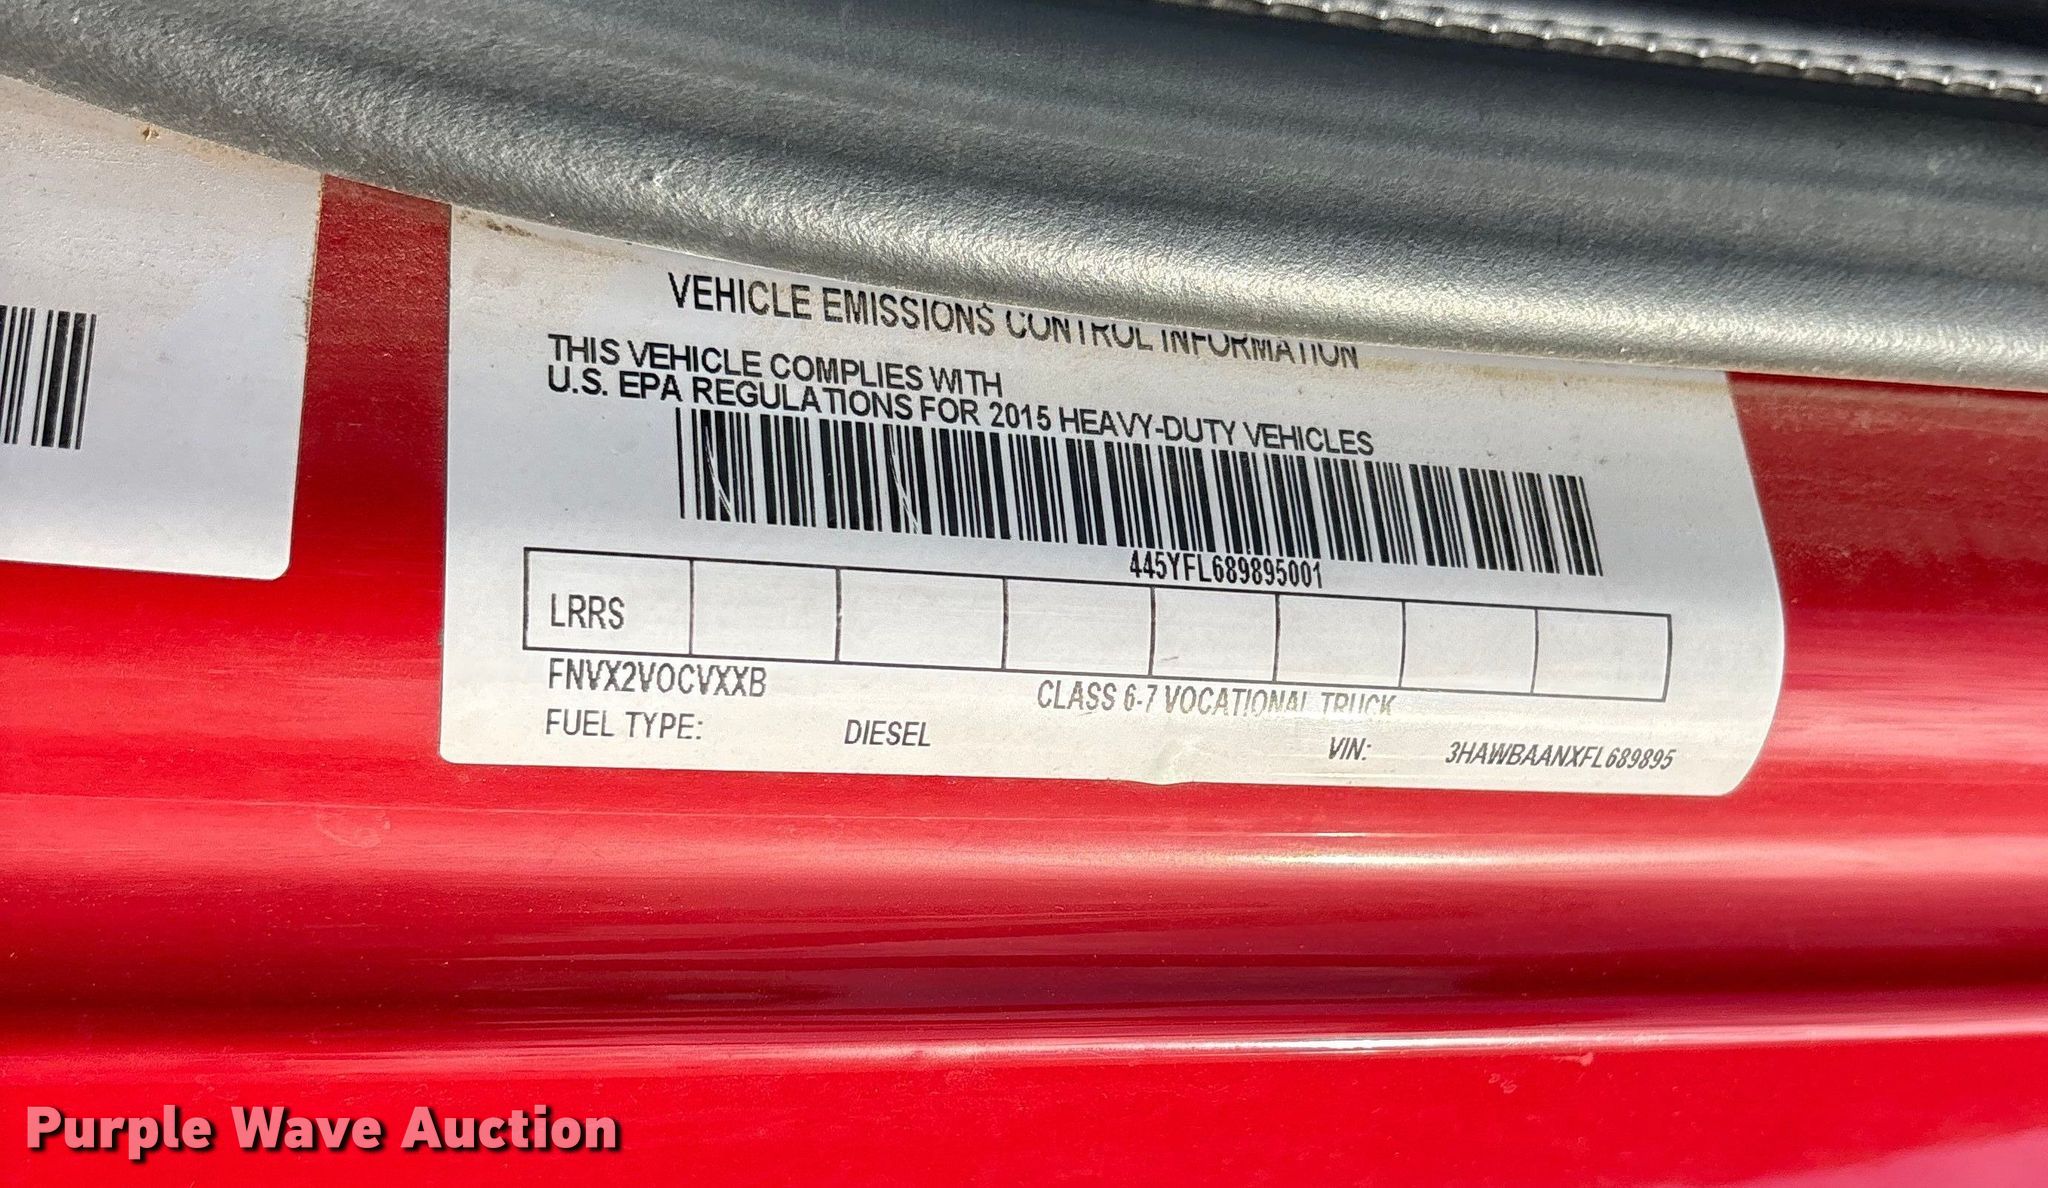 VEHICLE EMISSIONS CONTROL INFORMATION
THIS VEHICLE COMPLIES WITH
U.S. EPA REGULATIONS FOR 2015 HEAVY-DUTY VEHICLES
445YFL689895001
LRRS
FNVX2VOCVXXB
CLASS 6-7 VOCATIONAL TRUCK
FUEL TYPE: DIESEL
VIN: 3HAWBAANXFL689895
Purple Wave Auction